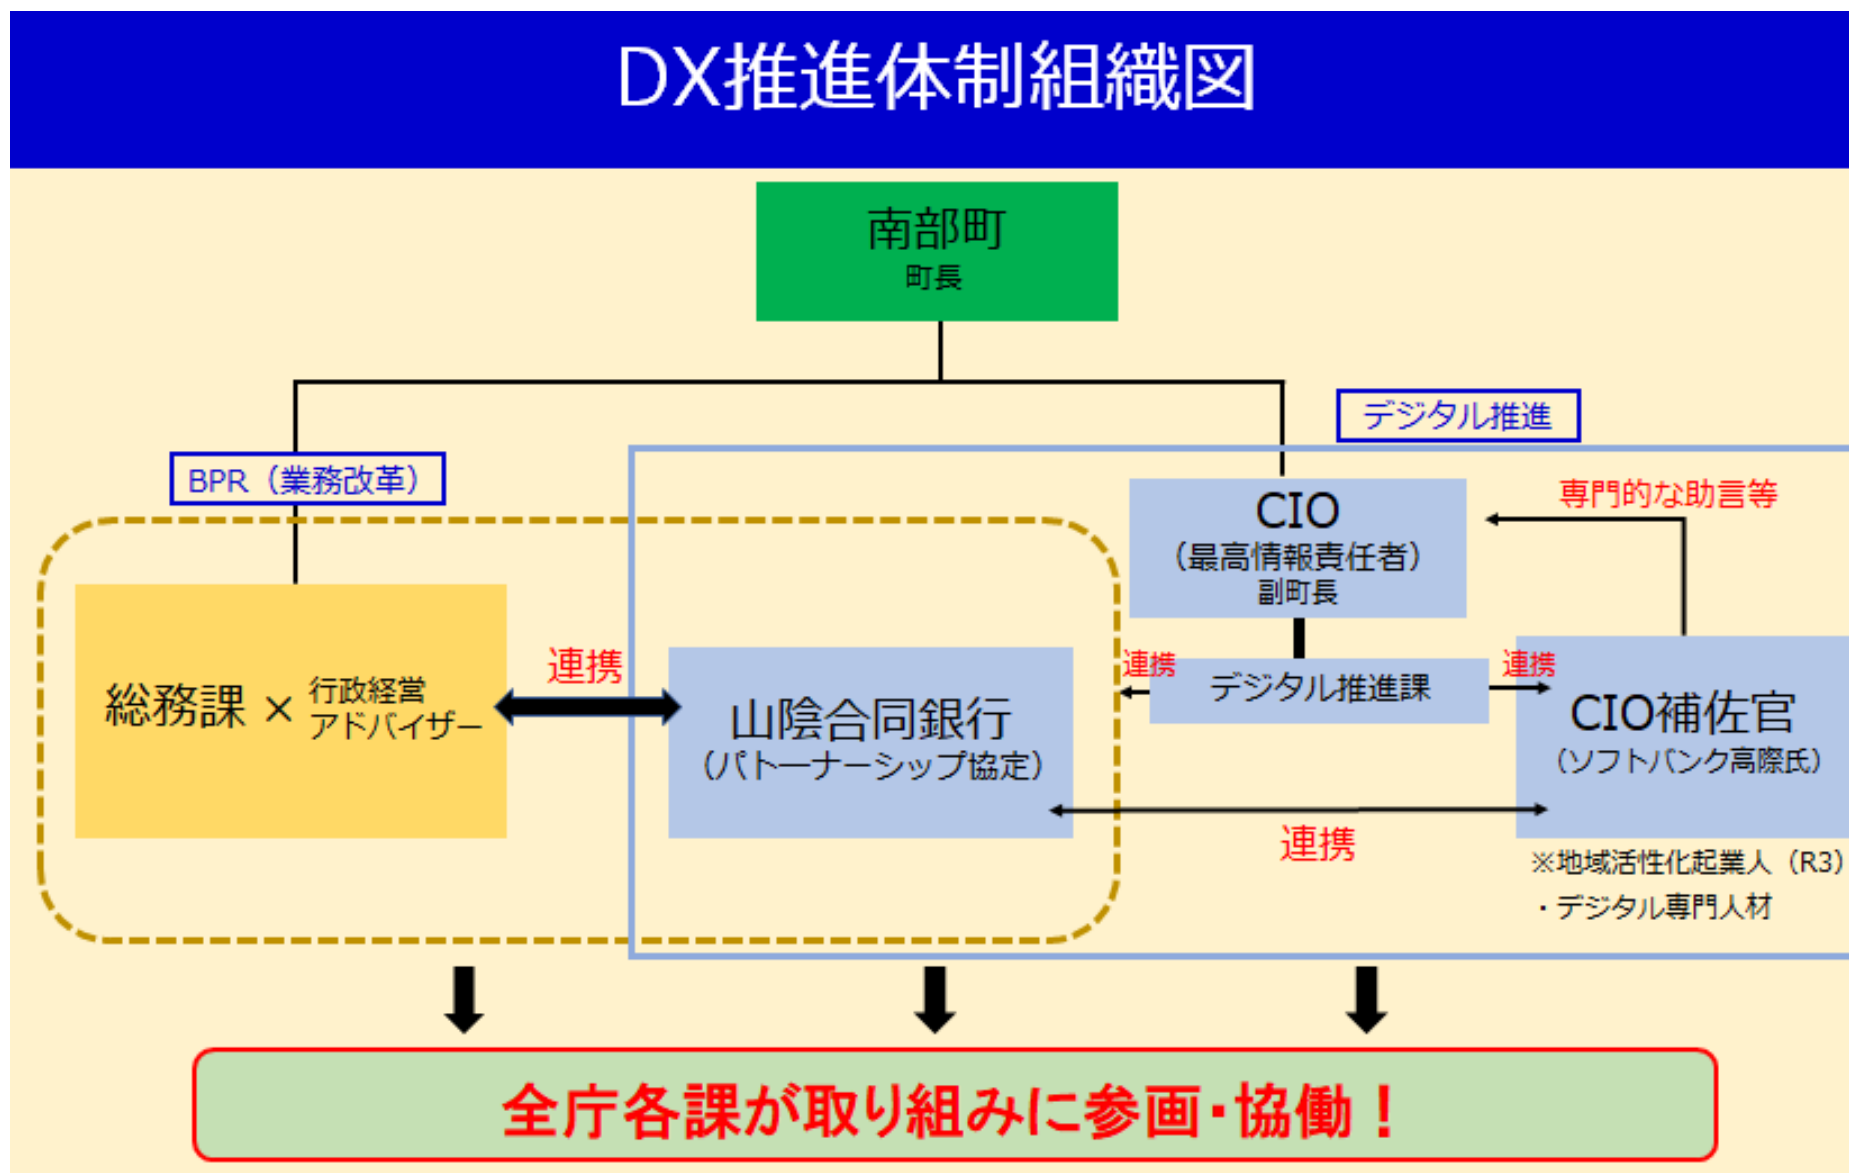 DX推進体制組織図
南部町
町長
デジタル推進
BPR（業務改革）
CIO
（最高情報責任者）
副町長
専門的な助言等
総務課 × 行政経営
アドバイザー
連携
山陰合同銀行
（パートーナーシップ協定）
連携
デジタル推進課
連携
CIO補佐官
（ソフトバンク高際氏）
連携
※地域活性化起業人（R3）
・デジタル専門人材
全庁各課が取り組みに参画・協働！